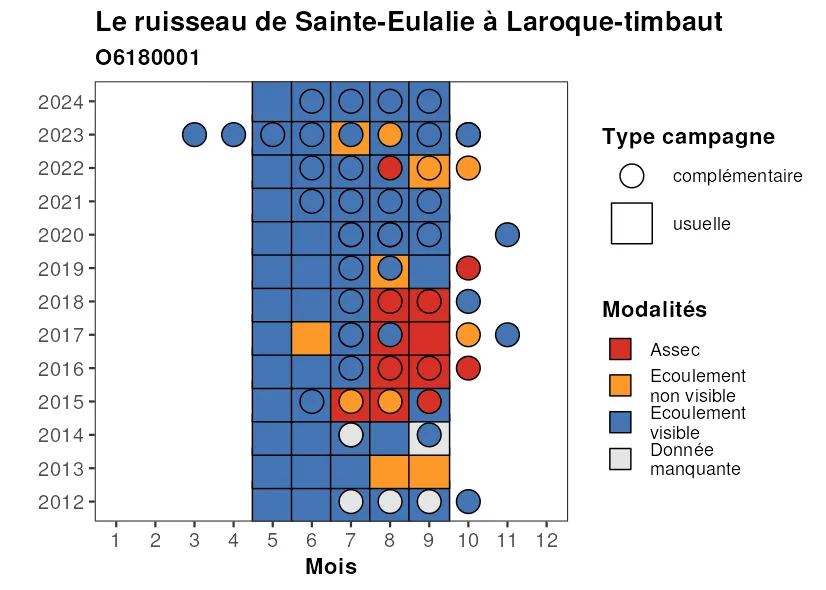 Le ruisseau de Sainte-Eulalie à Laroque-timbaut
O6180001
2024
2023
2022
2021
2020
2019
2018
2017
2016
2015
2014
2013
2012
1 2 3 4 5 6 7 8 9 10 11 12
Mois
Type campagne
complémentaire
usuelle
Modalités
Assec
Ecoulement
non visible
Ecoulement
visible
Donnée
manquante